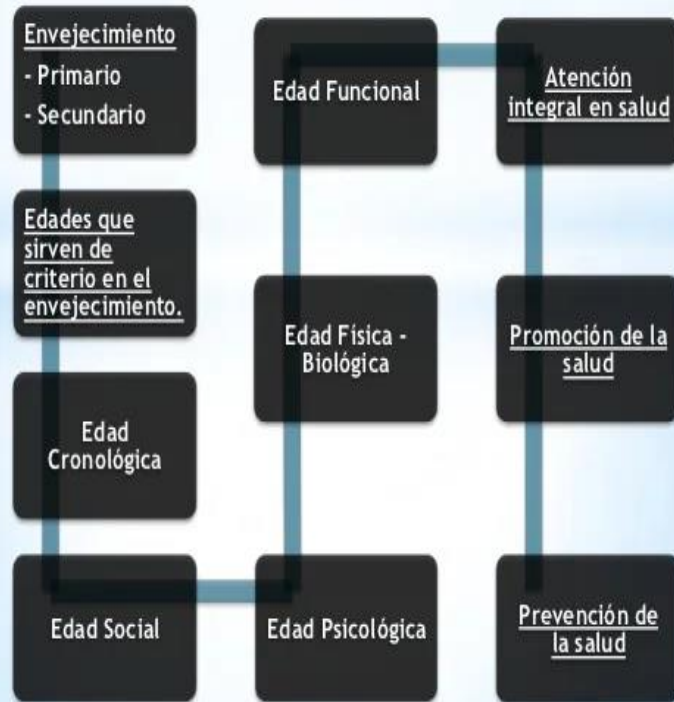 Envejecimiento
- Primario
- Secundario
Edades que
sirven de
criterio en el
envejecimiento.
Edad
Cronológica
Edad Social
Edad Psicológica
Edad Física -
Biológica
Edad Funcional
Atención
integral en salud
Promoción de la
salud
Prevención de
la salud